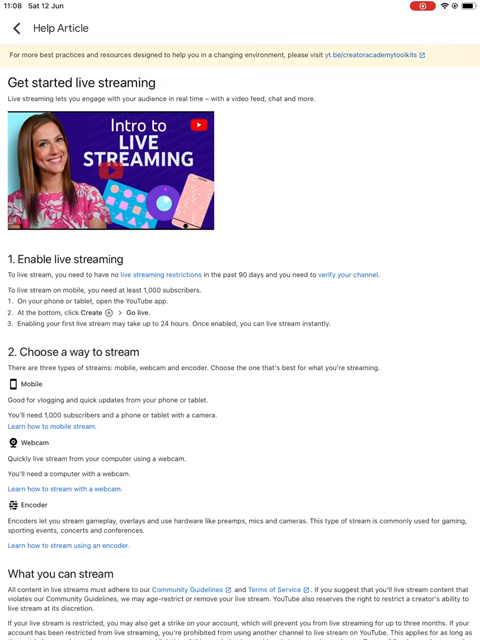 11:08 Sat 12 Jun
Help Article
For more best practices and resources designed to help you in a changing environment, please visit yt.be/creatoracademytoolkits
Get started live streaming
Live streaming lets you engage with your audience in real time – with a video feed, chat and more.
Intro to
LIVE
STREAMING
1. Enable live streaming
To live stream, you need to have no live streaming restrictions in the past 90 days and you need to verify your channel.
To live stream on mobile, you need at least 1,000 subscribers.
1. On your phone or tablet, open the YouTube app.
2. At the bottom, click Create > Go live.
3. Enabling your first live stream may take up to 24 hours. Once enabled, you can live stream instantly.
2. Choose a way to stream
There are three types of streams: mobile, webcam and encoder. Choose the one that's best for what you're streaming.
Mobile
Good for vlogging and quick updates from your phone or tablet.
You'll need 1,000 subscribers and a phone or tablet with a camera.
Learn how to mobile stream.
Webcam
Quickly live stream from your computer using a webcam.
You'll need a computer with a webcam.
Learn how to stream with a webcam.
Encoder
Encoders let you stream gameplay, overlays and use hardware like preamps, mics and cameras. This type of stream is commonly used for gaming,
sporting events, concerts and conferences.
Learn how to stream using an encoder.
What you can stream
All content in live streams must adhere to our Community Guidelines and Terms of Service. If you suggest that you'll live stream content that
violates our Community Guidelines, we may age-restrict or remove your live stream. YouTube also reserves the right to restrict a creator's ability to
live stream at its discretion.
If your live stream is restricted, you may also get a strike on your account, which will prevent you from live streaming for up to three months. If your
account has been restricted from live streaming, you're prohibited from using another channel to live stream on YouTube. This applies for as long as